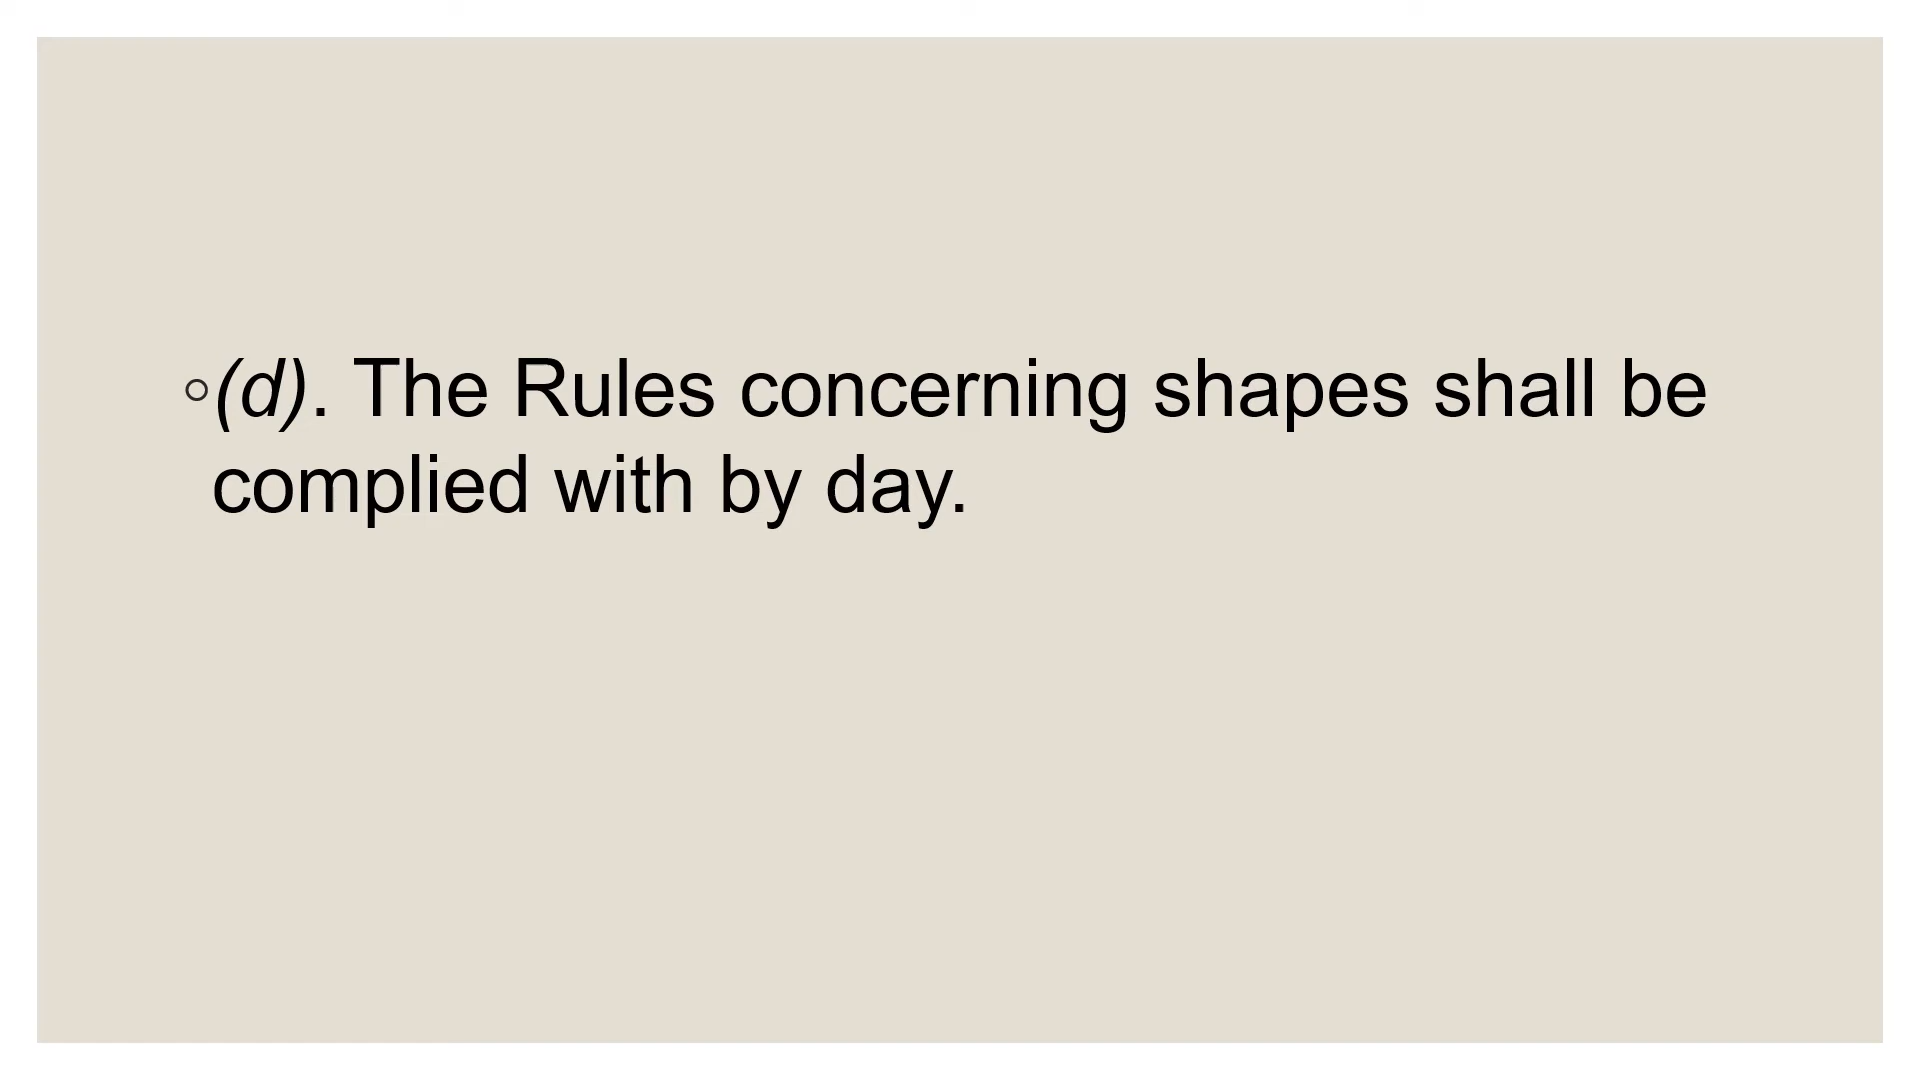 ◦(d). The Rules concerning shapes shall be
complied with by day.